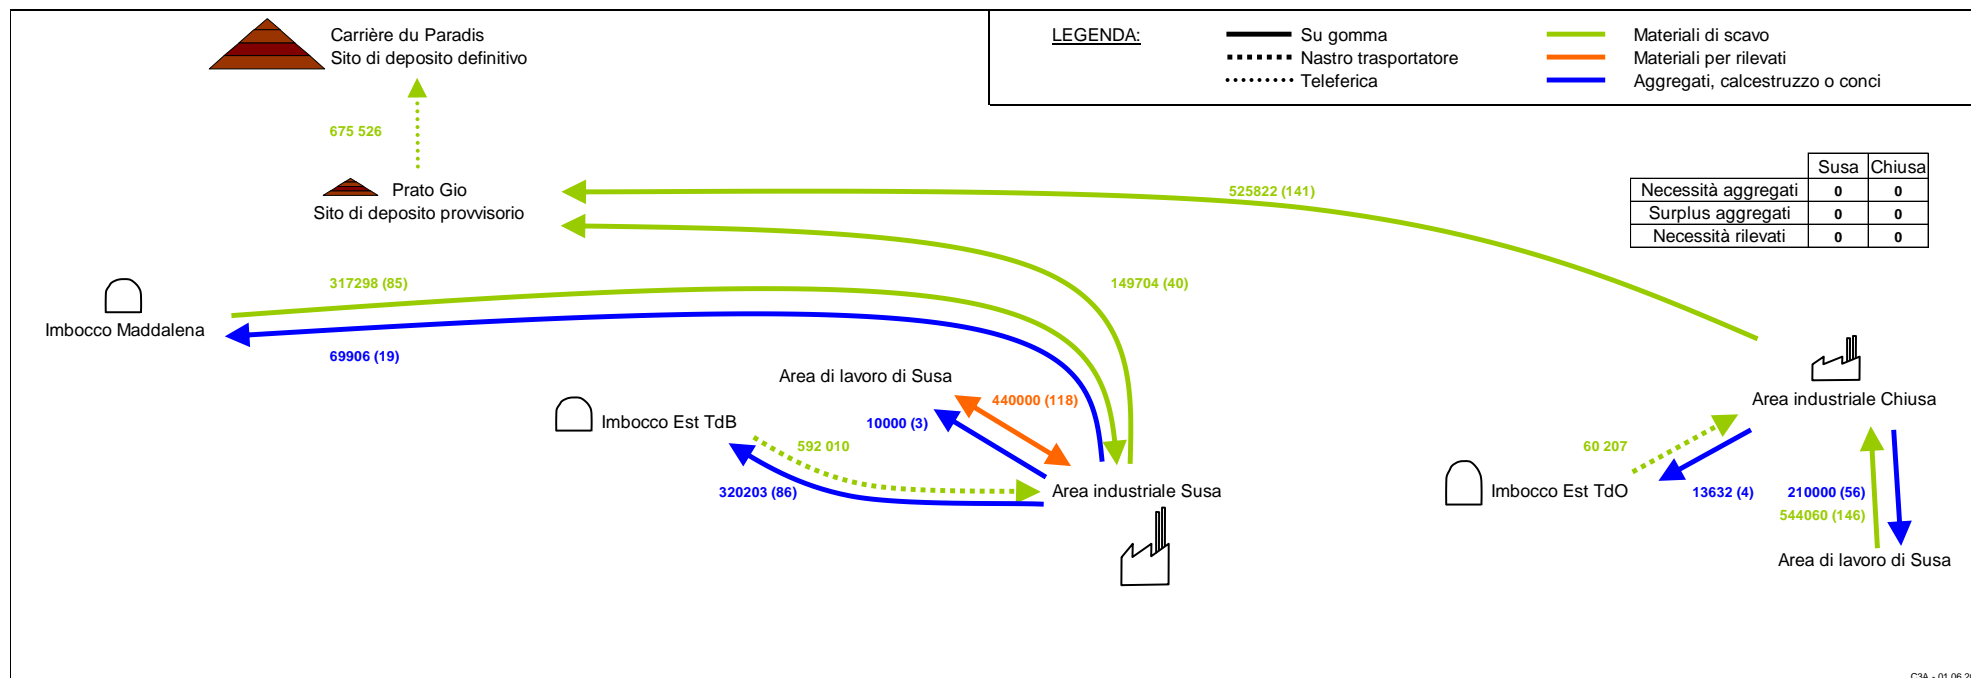 Carrière du Paradis
Sito di deposito definitivo
LEGENDA:
Su gomma
Nastro trasportatore
Teleferica
Materiali di scavo
Materiali per rilevati
Aggregati, calcestruzzo o conci
675 526
Prato Gio
Sito di deposito provvisorio
525822 (141)
Susa Chiusa
Necessità aggregati 0 0
Surplus aggregati 0 0
Necessità rilevati 0 0
317298 (85)
149704 (40)
Imbocco Maddalena
69906 (19)
Area di lavoro di Susa
440000 (118)
10000 (3)
Imbocco Est TdB
592 010
320203 (86)
Area industriale Susa
Area industriale Chiusa
60 207
Imbocco Est TdO
13632 (4)
210000 (56)
544060 (146)
Area di lavoro di Susa